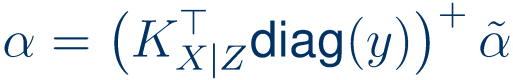 α = (K_{X|Z}^⊤ diag(y))^+ α̃